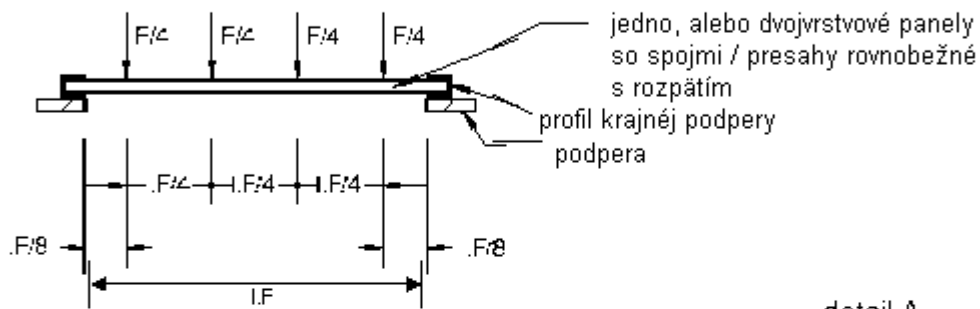 F/4 F/4 F/4 F/4
jedno, alebo dvojvrstvové panely
so spojmi / presahy rovnobežné
s rozpätím
profil krajnéj podpery
podpera
.F/4 l.F/4 l.F/4
.F/8 .F/8
l.F
detail A